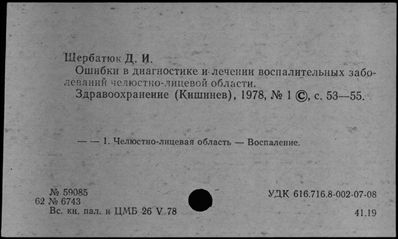 Щербатюк Д. И.
Ошибки в диагностике и лечении воспалительных забо-
леваний челюстно-лицевой области.
Здравоохранение (Кишинев), 1978, № 1 ©, с. 53—55.
— — 1. Челюстно-лицевая область — Воспаление.
№ 59085
62 № 6743
Вс. кн. пал. и ЦМБ 26 V 78
УДК 616.716.8-002-07-08
41.19